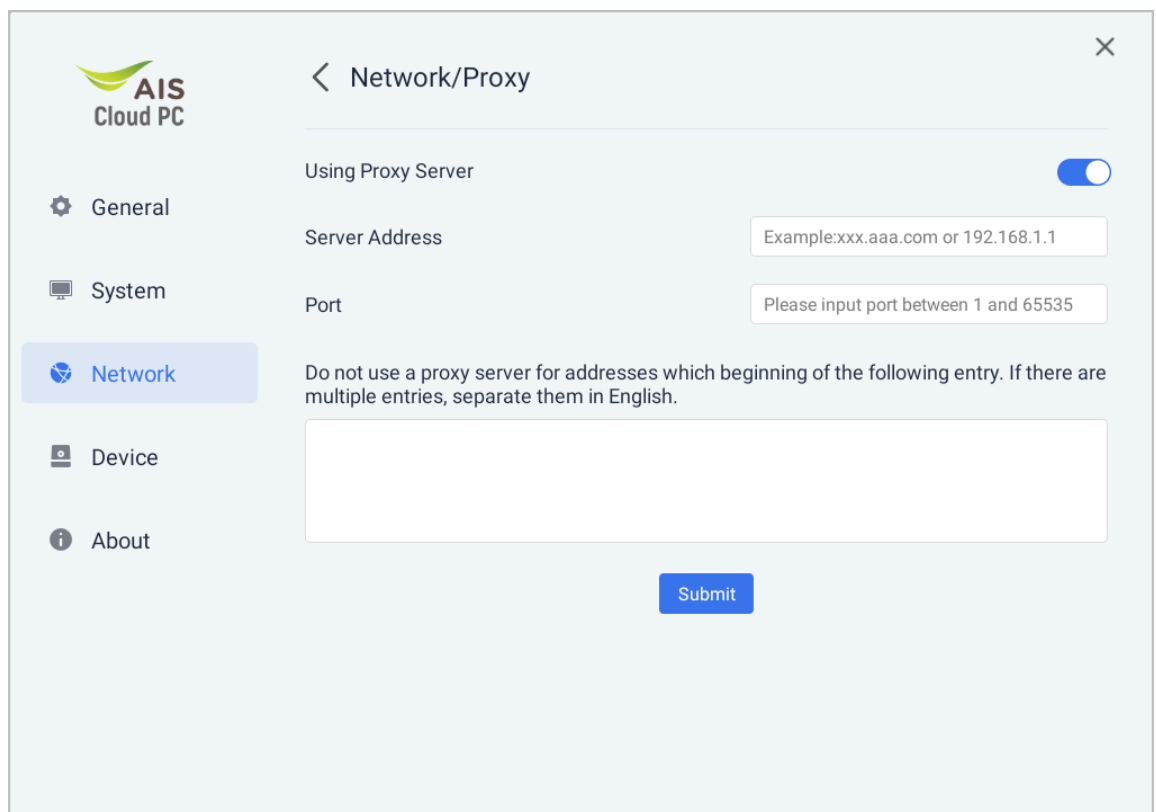 AIS
Cloud PC
Network/Proxy
General
System
Network
Device
About
Using Proxy Server
Server Address
Example:xxx.aaa.com or 192.168.1.1
Port
Please input port between 1 and 65535
Do not use a proxy server for addresses which beginning of the following entry. If there are
multiple entries, separate them in English.
Submit